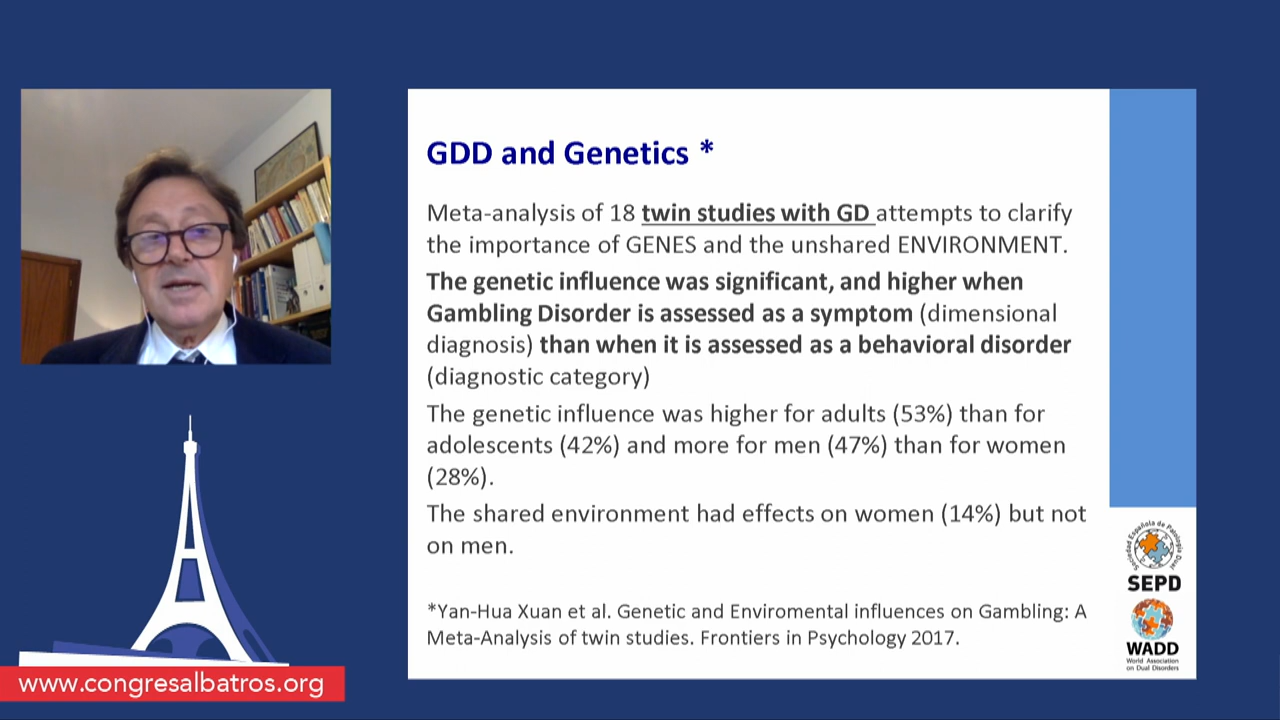 GDD and Genetics *
Meta-analysis of 18 twin studies with GD attempts to clarify
the importance of GENES and the unshared ENVIRONMENT.
The genetic influence was significant, and higher when
Gambling Disorder is assessed as a symptom (dimensional
diagnosis) than when it is assessed as a behavioral disorder
(diagnostic category)
The genetic influence was higher for adults (53%) than for
adolescents (42%) and more for men (47%) than for women
(28%).
The shared environment had effects on women (14%) but not
on men.
*Yan-Hua Xuan et al. Genetic and Enviromental influences on Gambling: A
Meta-Analysis of twin studies. Frontiers in Psychology 2017.
Sociedad Española de Patología Dual
SEPD
WADD
World Association
on Dual Disorders
www.congresalbatros.org